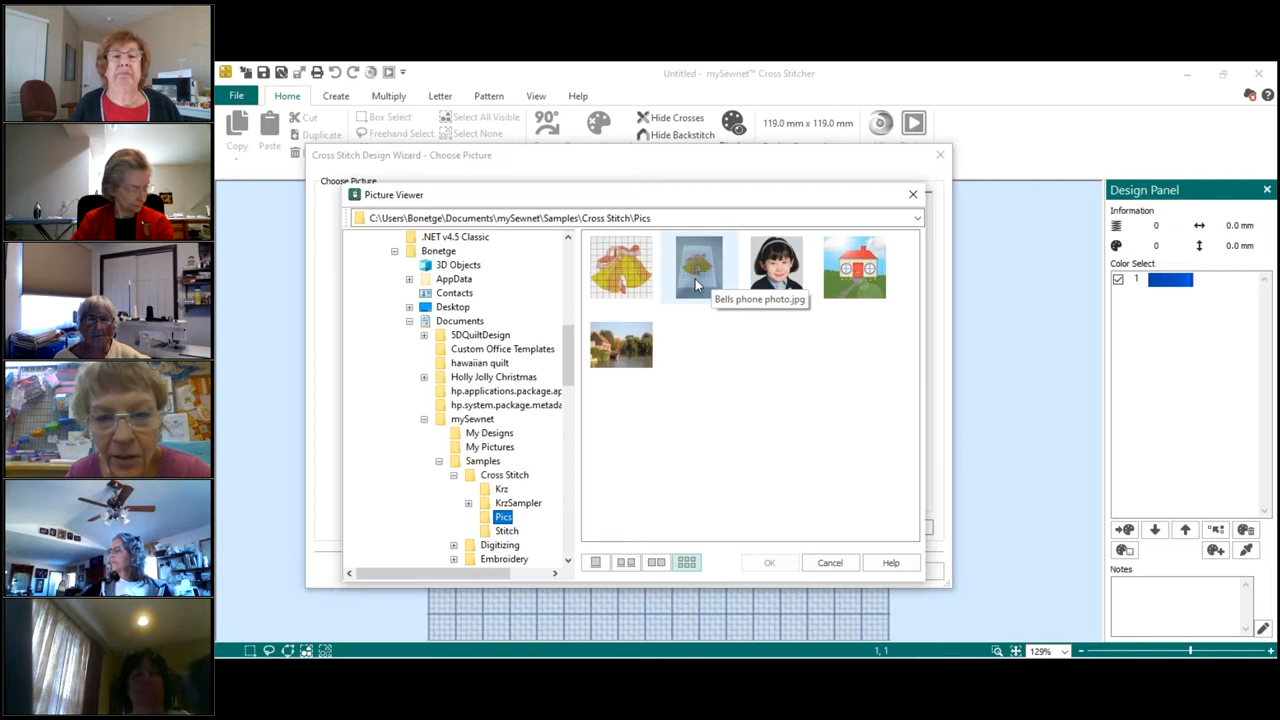 Untitled - mySewnet™ Cross Stitcher
File Home Create Multiply Letter Pattern View Help
Copy
Paste
Cut
Duplicate
Box Select
Freehand Select
Select All Visible
Select None
90°
Hide Crosses
Hide Backstitch
119.0 mm x 119.0 mm
Cross Stitch Design Wizard - Choose Picture
Choose Picture
Picture Viewer
C:\Users\Bonetge\Documents\mySewnet\Samples\Cross Stitch\Pics
.NET v4.5 Classic
Bonetge
3D Objects
AppData
Contacts
Desktop
Documents
5DQuiltDesign
Custom Office Templates
hawaiian quilt
Holly Jolly Christmas
hp.applications.package.ap
hp.system.package.metada
mySewnet
My Designs
My Pictures
Samples
Cross Stitch
Krz
KrzSampler
Pics
Stitch
Digitizing
Embroidery
Bells phone photo.jpg
OK Cancel Help
Design Panel
Information
0 0.0 mm
0 0.0 mm
Color Select
1
Notes
1, 1
129%